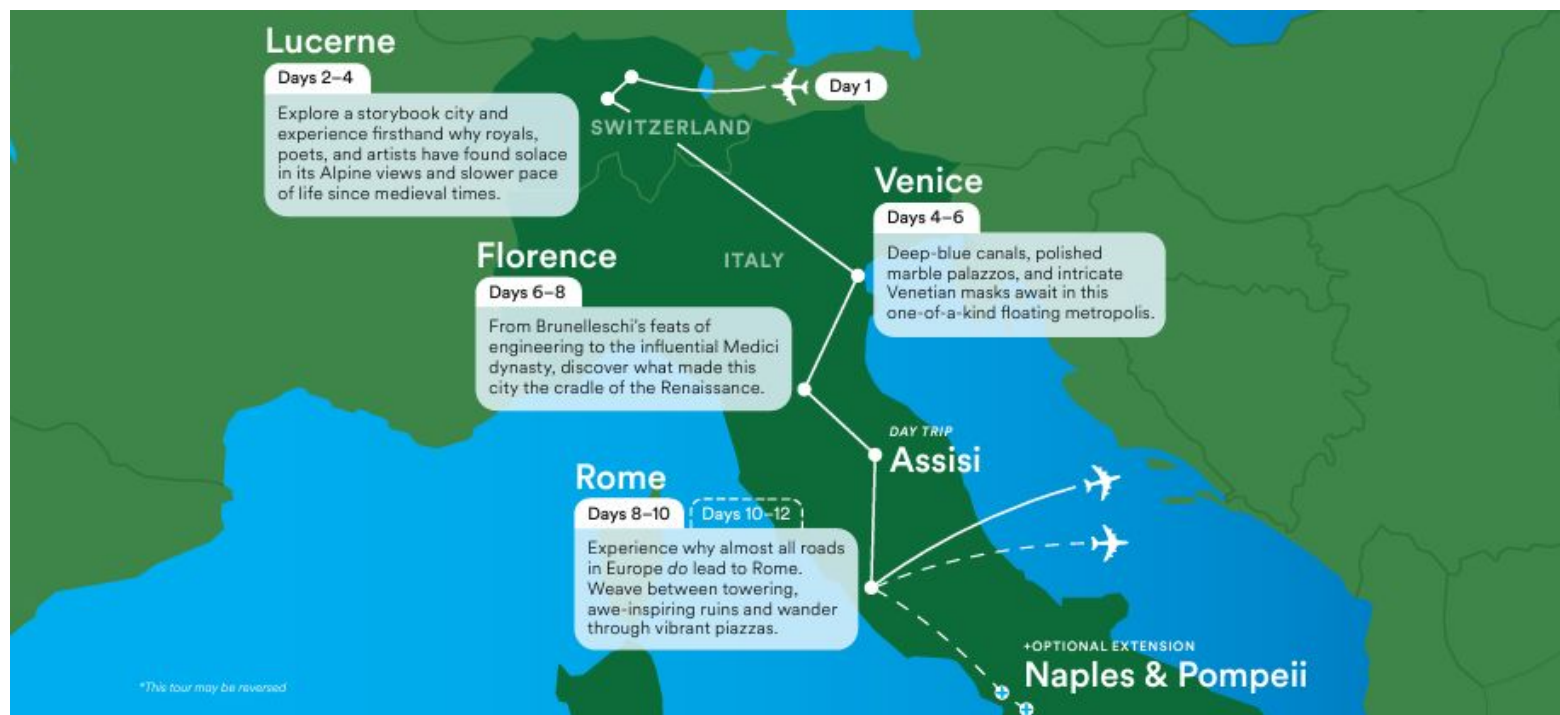 Lucerne
Days 2–4
Explore a storybook city and
experience firsthand why royals,
poets, and artists have found solace
in its Alpine views and slower pace
of life since medieval times.
Day 1
SWITZERLAND
Venice
Days 4–6
Deep-blue canals, polished
marble palazzos, and intricate
Venetian masks await in this
one-of-a-kind floating metropolis.
Florence
Days 6–8
From Brunelleschi's feats of
engineering to the influential Medici
dynasty, discover what made this
city the cradle of the Renaissance.
ITALY
DAY TRIP
Assisi
Rome
Days 8–10
Days 10–12
Experience why almost all roads
in Europe do lead to Rome.
Weave between towering,
awe-inspiring ruins and wander
through vibrant piazzas.
+OPTIONAL EXTENSION
Naples & Pompeii
*This tour may be reversed